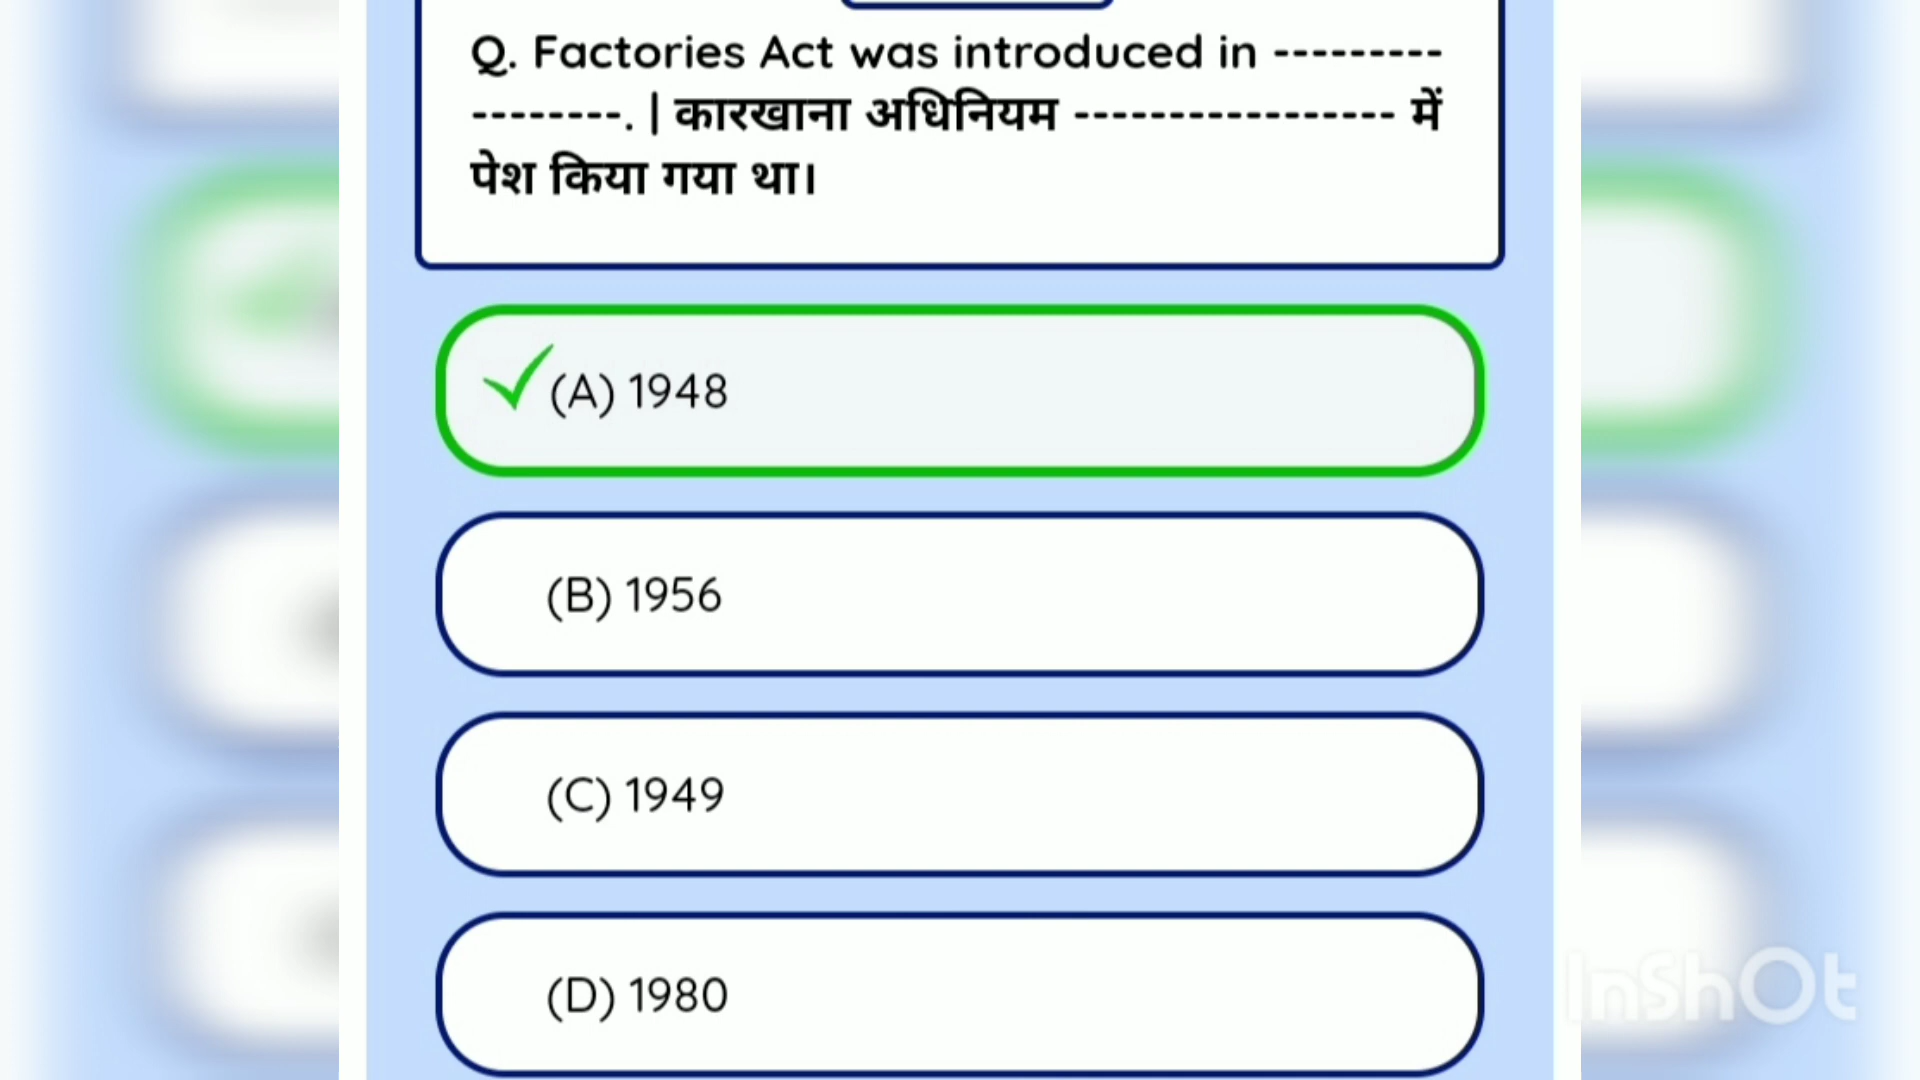 Q. Factories Act was introduced in ---------
--------. | कारखाना अधिनियम ----------------- में
पेश किया गया था।
(A) 1948
(B) 1956
(C) 1949
(D) 1980
InShOt